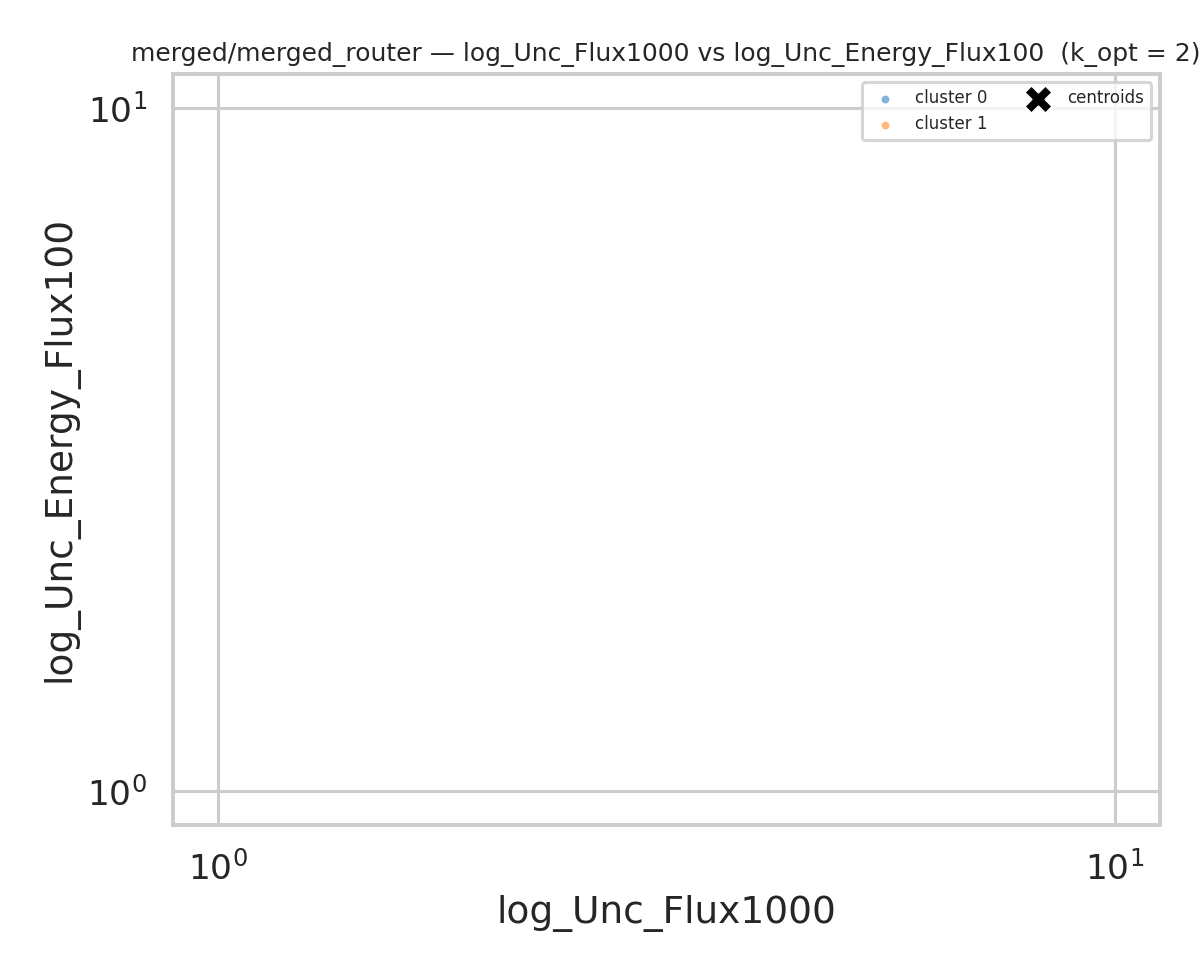 merged/merged_router — log_Unc_Flux1000 vs log_Unc_Energy_Flux100 (k_opt = 2)
10¹
cluster 0
cluster 1
centroids
log_Unc_Energy_Flux100
10⁰
10⁰
10¹
log_Unc_Flux1000